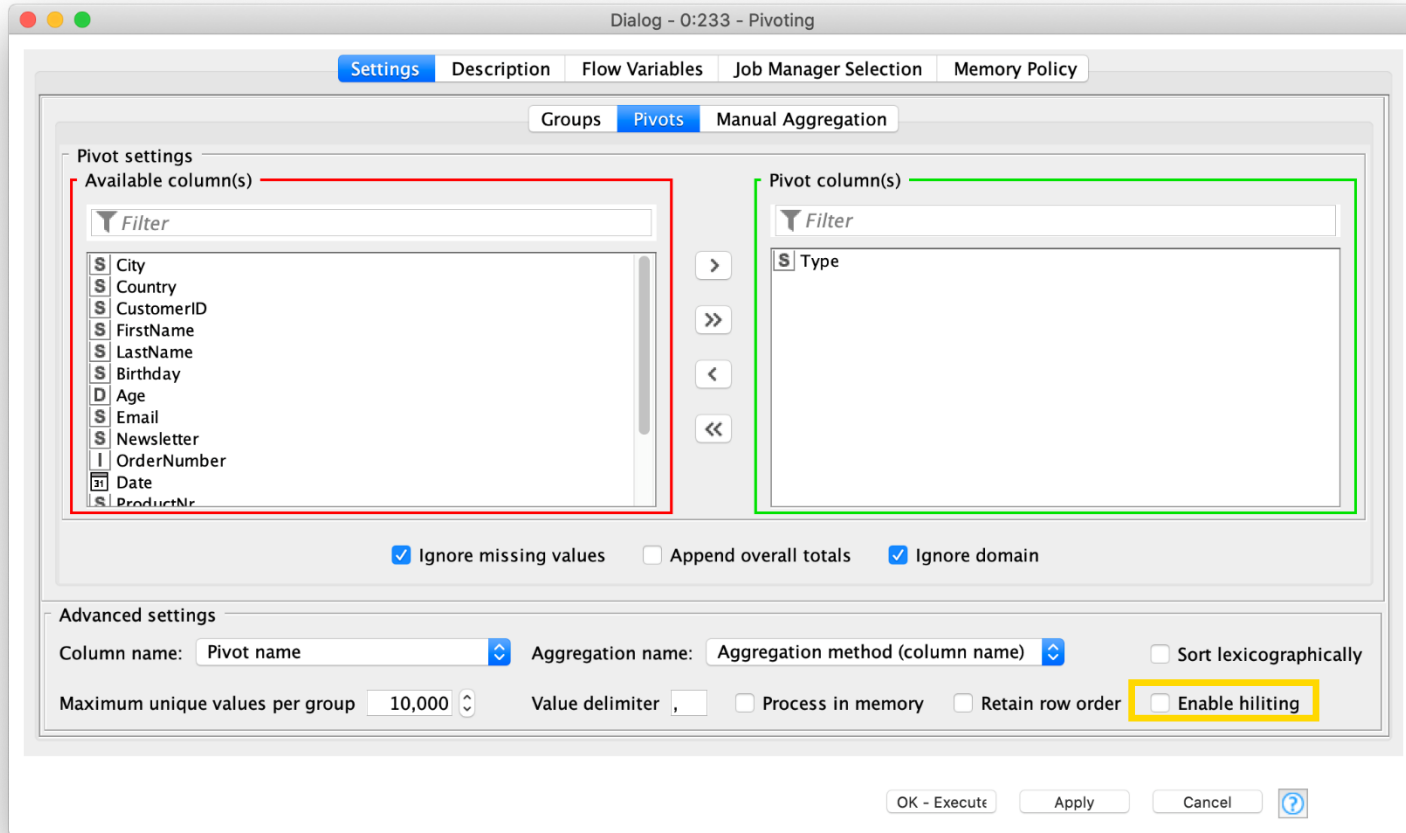 Dialog - 0:233 - Pivoting
Settings Description Flow Variables Job Manager Selection Memory Policy
Groups Pivots Manual Aggregation
Pivot settings
Available column(s) Pivot column(s)
Filter Filter
S City S Type
S Country
S CustomerID
S FirstName
S LastName
S Birthday
D Age
S Email
S Newsletter
I OrderNumber
31 Date
S ProductNr
Ignore missing values Append overall totals Ignore domain
Advanced settings
Column name: Pivot name Aggregation name: Aggregation method (column name) Sort lexicographically
Maximum unique values per group 10,000 Value delimiter , Process in memory Retain row order Enable hiliting
OK - Execute Apply Cancel ?